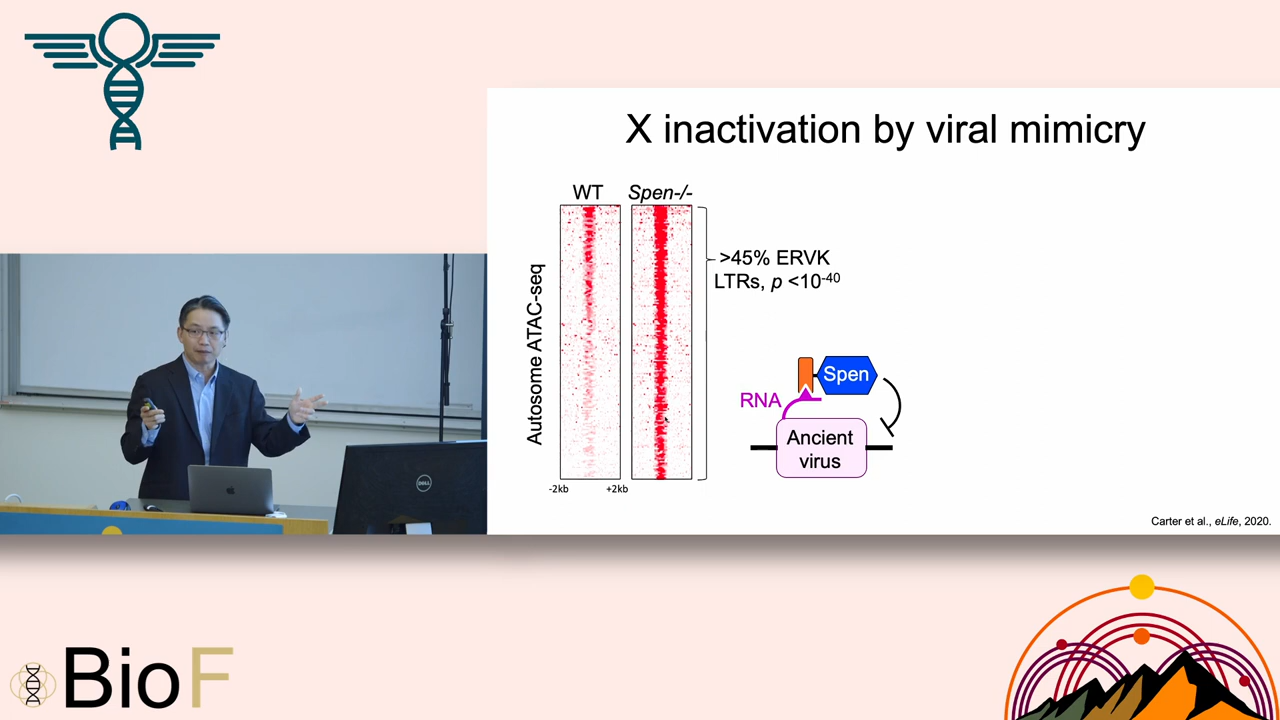 X inactivation by viral mimicry
WT
Spen-/-
Autosome ATAC-seq
>45% ERVK
LTRs, p <10-40
-2kb
+2kb
RNA
Spen
Ancient
virus
Carter et al., eLife, 2020.
DELL
BioF